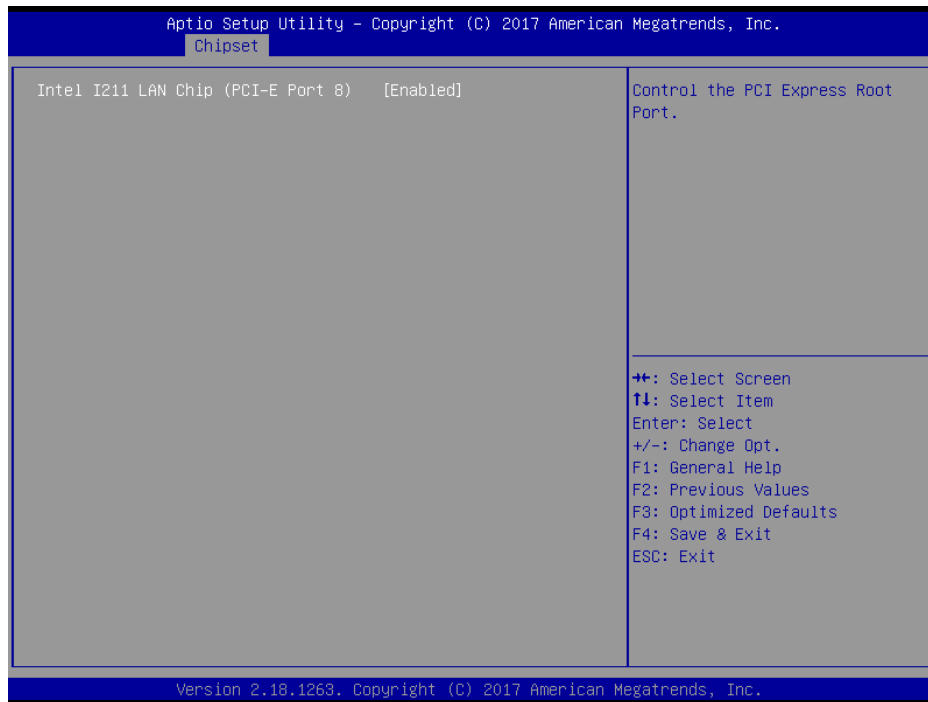 Aptio Setup Utility – Copyright (C) 2017 American Megatrends, Inc.
Chipset
Intel I211 LAN Chip (PCI-E Port 8) [Enabled]
Control the PCI Express Root
Port.
→←: Select Screen
↑↓: Select Item
Enter: Select
+/-: Change Opt.
F1: General Help
F2: Previous Values
F3: Optimized Defaults
F4: Save & Exit
ESC: Exit
Version 2.18.1263. Copyright (C) 2017 American Megatrends, Inc.